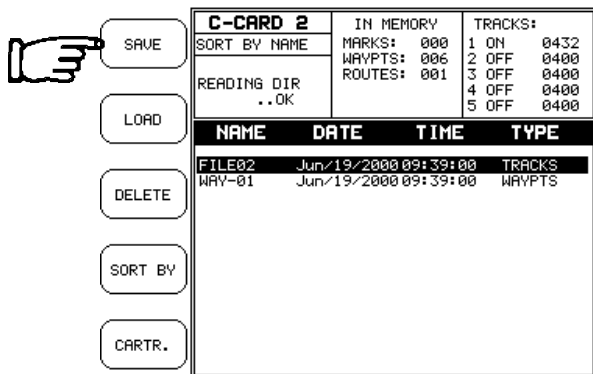 SAVE
LOAD
DELETE
SORT BY
CARTR.
C-CARD 2
SORT BY NAME
READING DIR
..OK
IN MEMORY
MARKS: 000
WAYPTS: 006
ROUTES: 001
TRACKS:
1 ON 0432
2 OFF 0400
3 OFF 0400
4 OFF 0400
5 OFF 0400
NAME DATE TIME TYPE
FILE02 Jun/19/2000 09:39:00 TRACKS
WAY-01 Jun/19/2000 09:39:00 WAYPTS